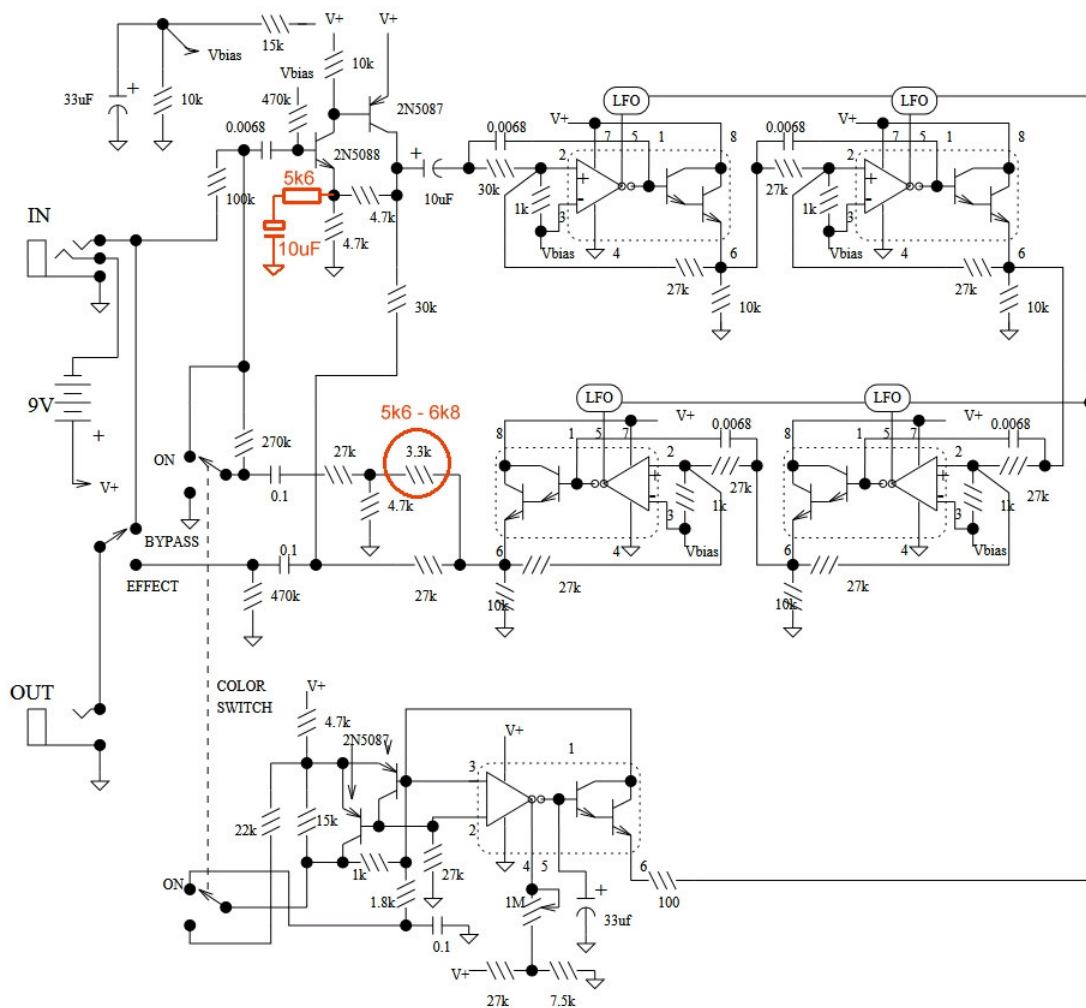 V+
V+
15k
Vbias
Vbias
10k
33uF
+
10k
470k
2N5087
0.0068
2N5088
100k
5k6
10uF
4.7k
4.7k
+
10uF
30k
IN
9V
+
V+
LFO
V+
0.0068
7
5
1
8
2
30k
1k
+
-
3
Vbias
4
6
27k
10k
LFO
V+
0.0068
7
5
1
8
2
27k
1k
+
-
3
Vbias
4
6
27k
10k
270k
ON
0.1
27k
5k6 - 6k8
3.3k
4.7k
BYPASS
EFFECT
0.1
470k
27k
LFO
V+
8
1
5
7
0.0068
2
+
-
27k
1k
3
4
Vbias
6
27k
10k
LFO
V+
8
1
5
7
0.0068
2
+
-
27k
1k
3
4
Vbias
6
27k
10k
OUT
COLOR
SWITCH
V+
4.7k
2N5087
V+
1
3
2
22k
15k
1k
27k
1.8k
ON
0.1
4
5
1M
+
33uf
6
100
V+
27k
7.5k